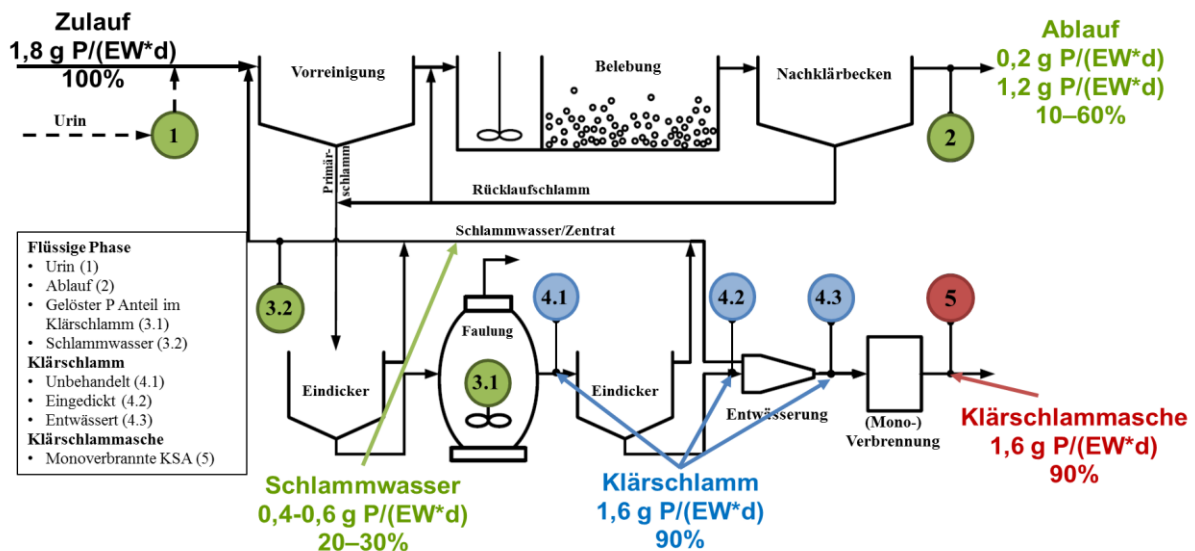 Zulauf
1,8 g P/(EW*d)
100%
Urin
1
Vorreinigung
Belebung
Nachklärbecken
Ablauf
0,2 g P/(EW*d)
1,2 g P/(EW*d)
10–60%
2
Primär-
schlamm
Rücklaufschlamm
Schlammwasser/Zentrat
Flüssige Phase
• Urin (1)
• Ablauf (2)
• Gelöster P Anteil im
Klärschlamm (3.1)
• Schlammwasser (3.2)
Klärschlamm
• Unbehandelt (4.1)
• Eingedickt (4.2)
• Entwässert (4.3)
Klärschlammasche
• Monoverbrannte KSA (5)
3.2
4.1
4.2
4.3
5
Faulung
Eindicker
3.1
Eindicker
Entwässerung
(Mono-)
Verbrennung
Schlammwasser
0,4-0,6 g P/(EW*d)
20–30%
Klärschlamm
1,6 g P/(EW*d)
90%
Klärschlammasche
1,6 g P/(EW*d)
90%